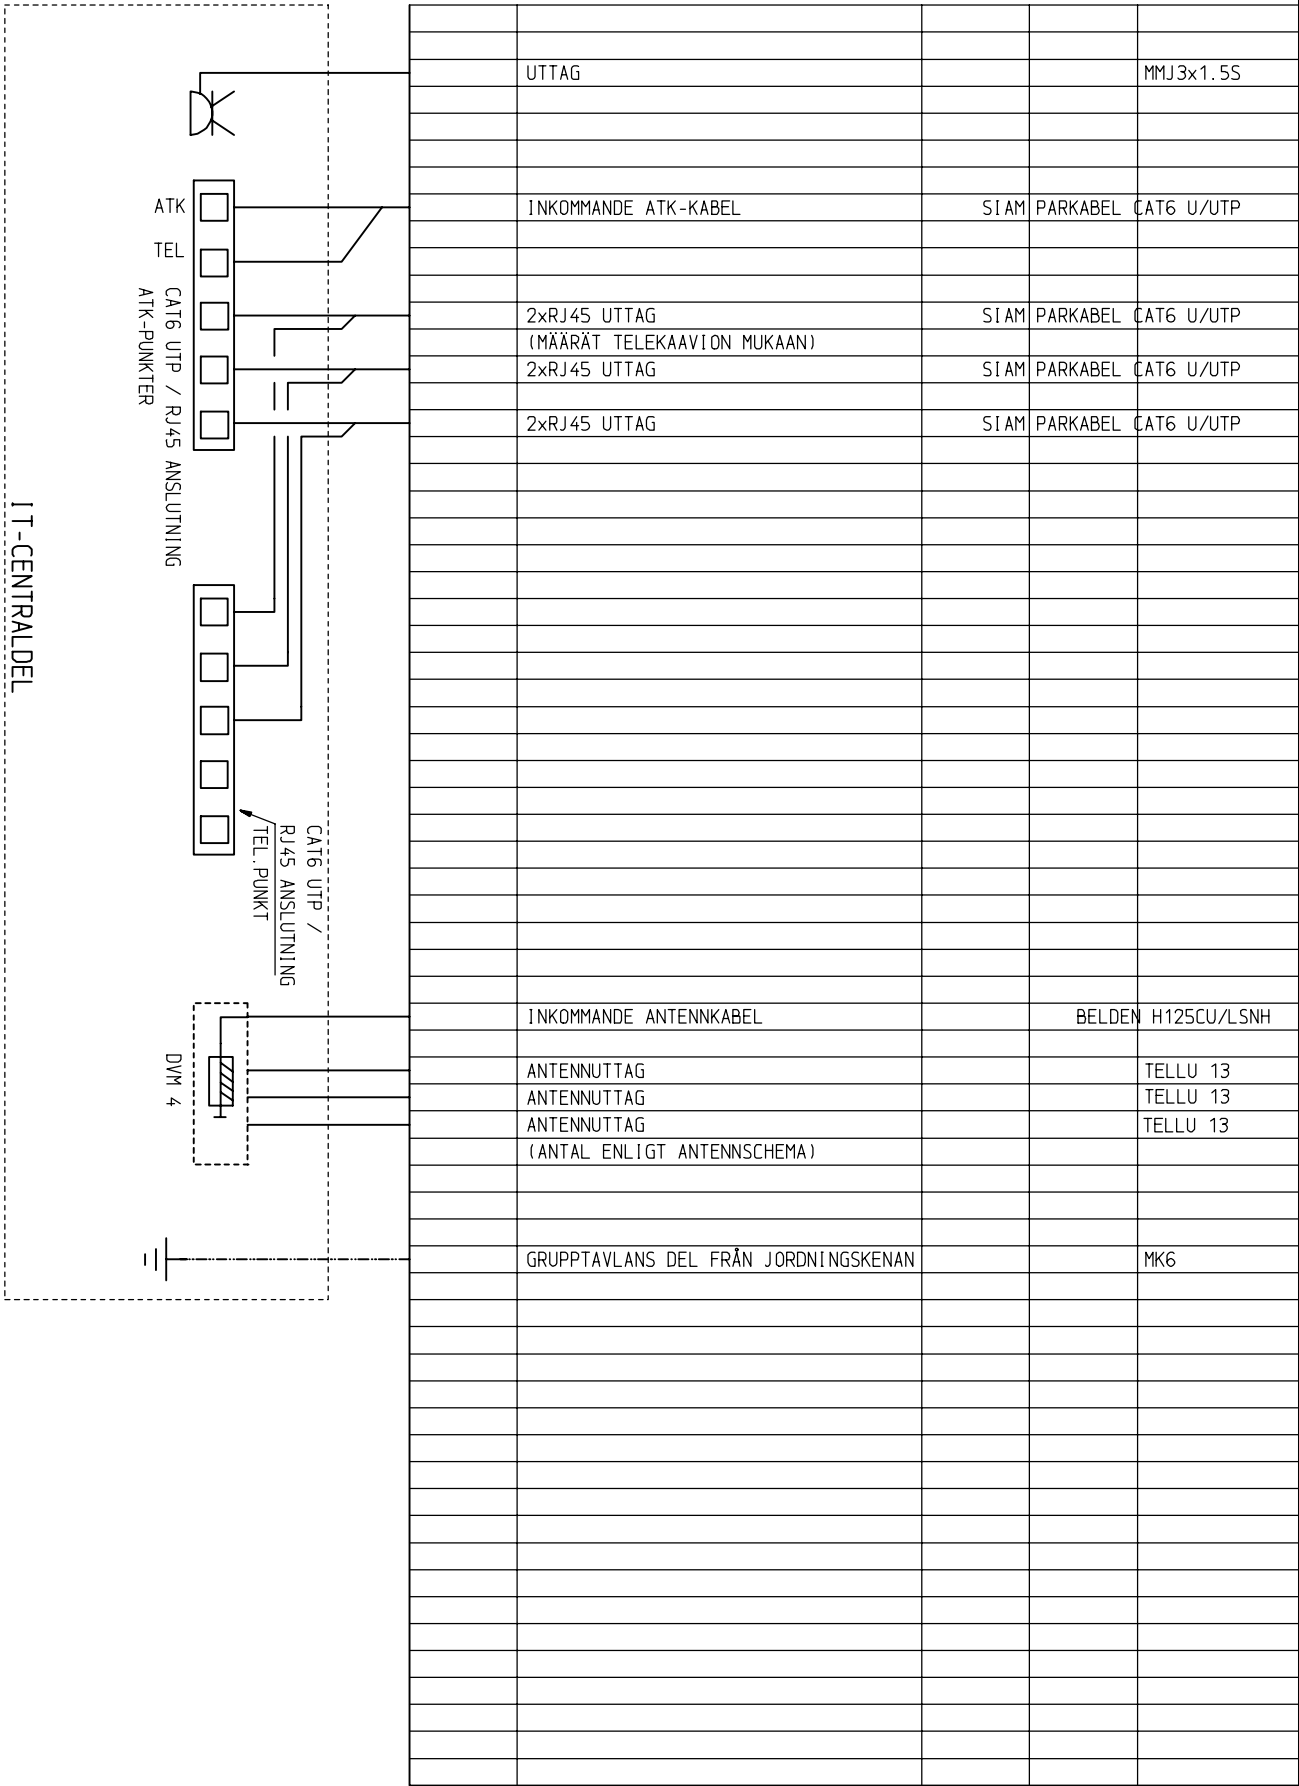 UTTAG MMJ3x1.5S
ATK
INKOMMANDE ATK-KABEL SIAM PARKABEL CAT6 U/UTP
TEL
CAT6 UTP / RJ45 ANSLUTNING
ATK-PUNKTER
2xRJ45 UTTAG SIAM PARKABEL CAT6 U/UTP
(MÄÄRÄT TELEKAAVION MUKAAN)
2xRJ45 UTTAG SIAM PARKABEL CAT6 U/UTP
2xRJ45 UTTAG SIAM PARKABEL CAT6 U/UTP
IT-CENTRALDEL
CAT6 UTP /
RJ45 ANSLUTNING
TEL.PUNKT
INKOMMANDE ANTENNKABEL BELDEN H125CU/LSNH
DVM 4
ANTENNUTTAG TELLU 13
ANTENNUTTAG TELLU 13
ANTENNUTTAG TELLU 13
(ANTAL ENLIGT ANTENNSCHEMA)
GRUPPTAVLANS DEL FRÅN JORDNINGSKENAN MK6